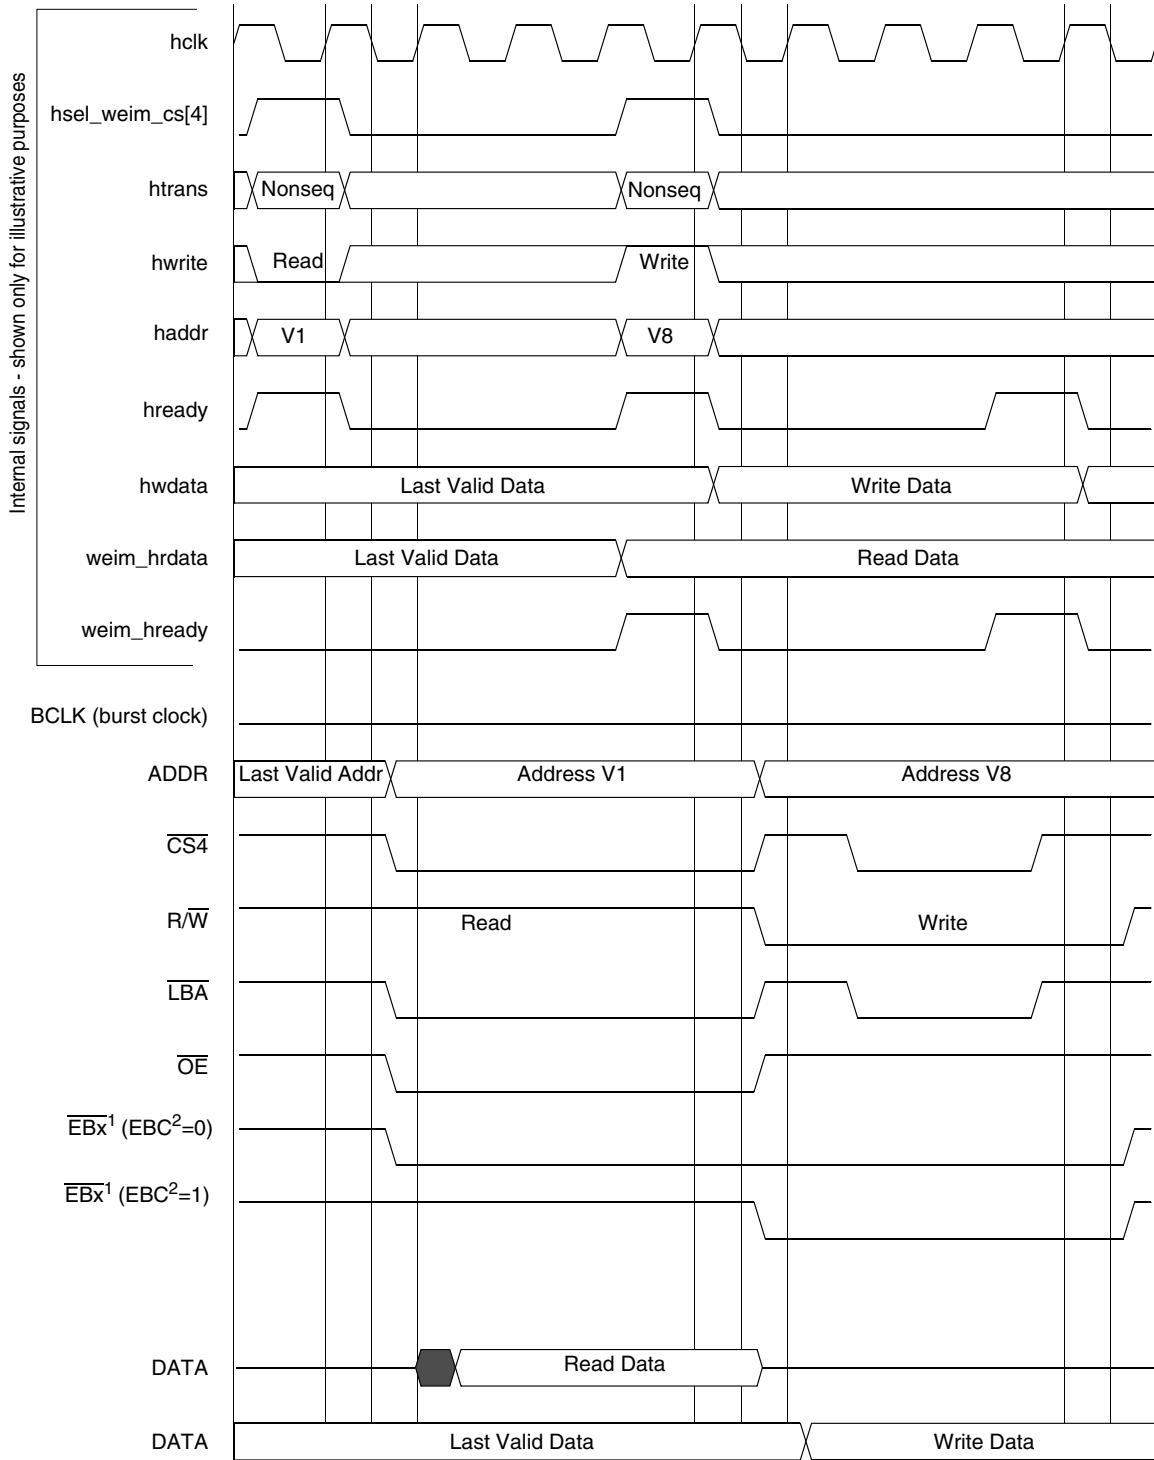 Internal signals - shown only for illustrative purposes
hclk
hsel_weim_cs[4]
htrans Nonseq Nonseq
hwrite Read Write
haddr V1 V8
hready
hwdata Last Valid Data Write Data
weim_hrdata Last Valid Data Read Data
weim_hready
BCLK (burst clock)
ADDR Last Valid Addr Address V1 Address V8
CS4
R/W Read Write
LBA
OE
EBx¹ (EBC²=0)
EBx¹ (EBC²=1)
DATA Read Data
DATA Last Valid Data Write Data